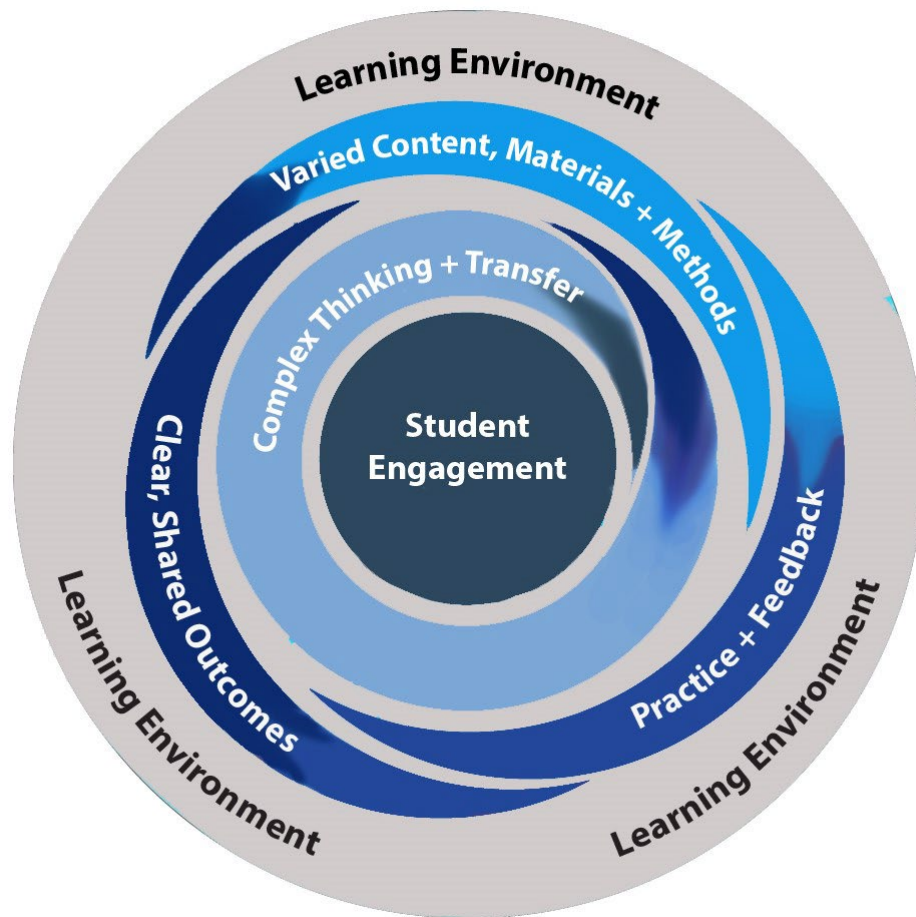 Learning Environment
Varied Content, Materials + Methods
Complex Thinking + Transfer
Student
Engagement
Clear, Shared Outcomes
Practice + Feedback
Learning Environment
Learning Environment